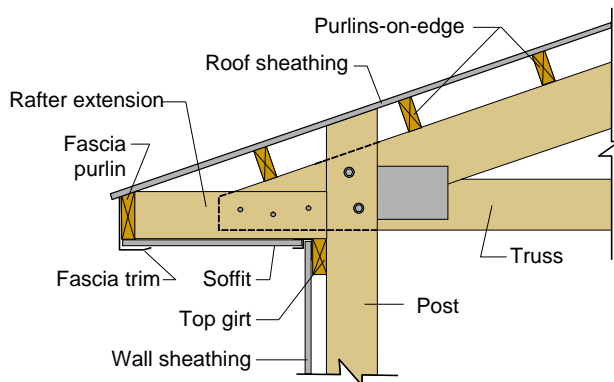 Purlins-on-edge
Roof sheathing
Rafter extension
Fascia
purlin
Fascia trim
Soffit
Truss
Top girt
Post
Wall sheathing